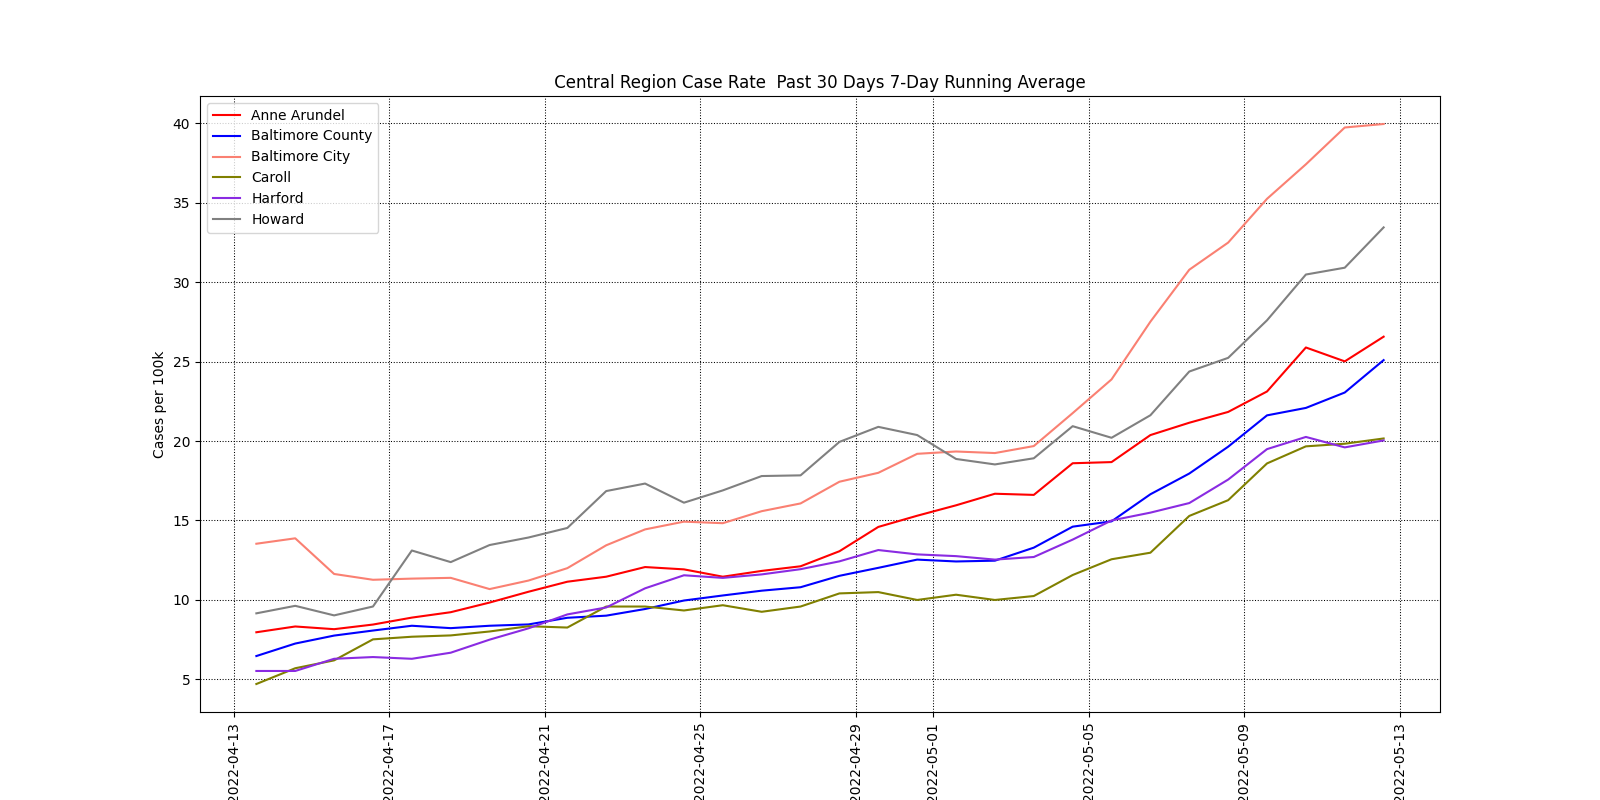 Central Region Case Rate  Past 30 Days 7-Day Running Average
Anne Arundel
Baltimore County
Baltimore City
Caroll
Harford
Howard
Cases per 100k
40
35
30
25
20
15
10
5
2022-04-13
2022-04-17
2022-04-21
2022-04-25
2022-04-29
2022-05-01
2022-05-05
2022-05-09
2022-05-13